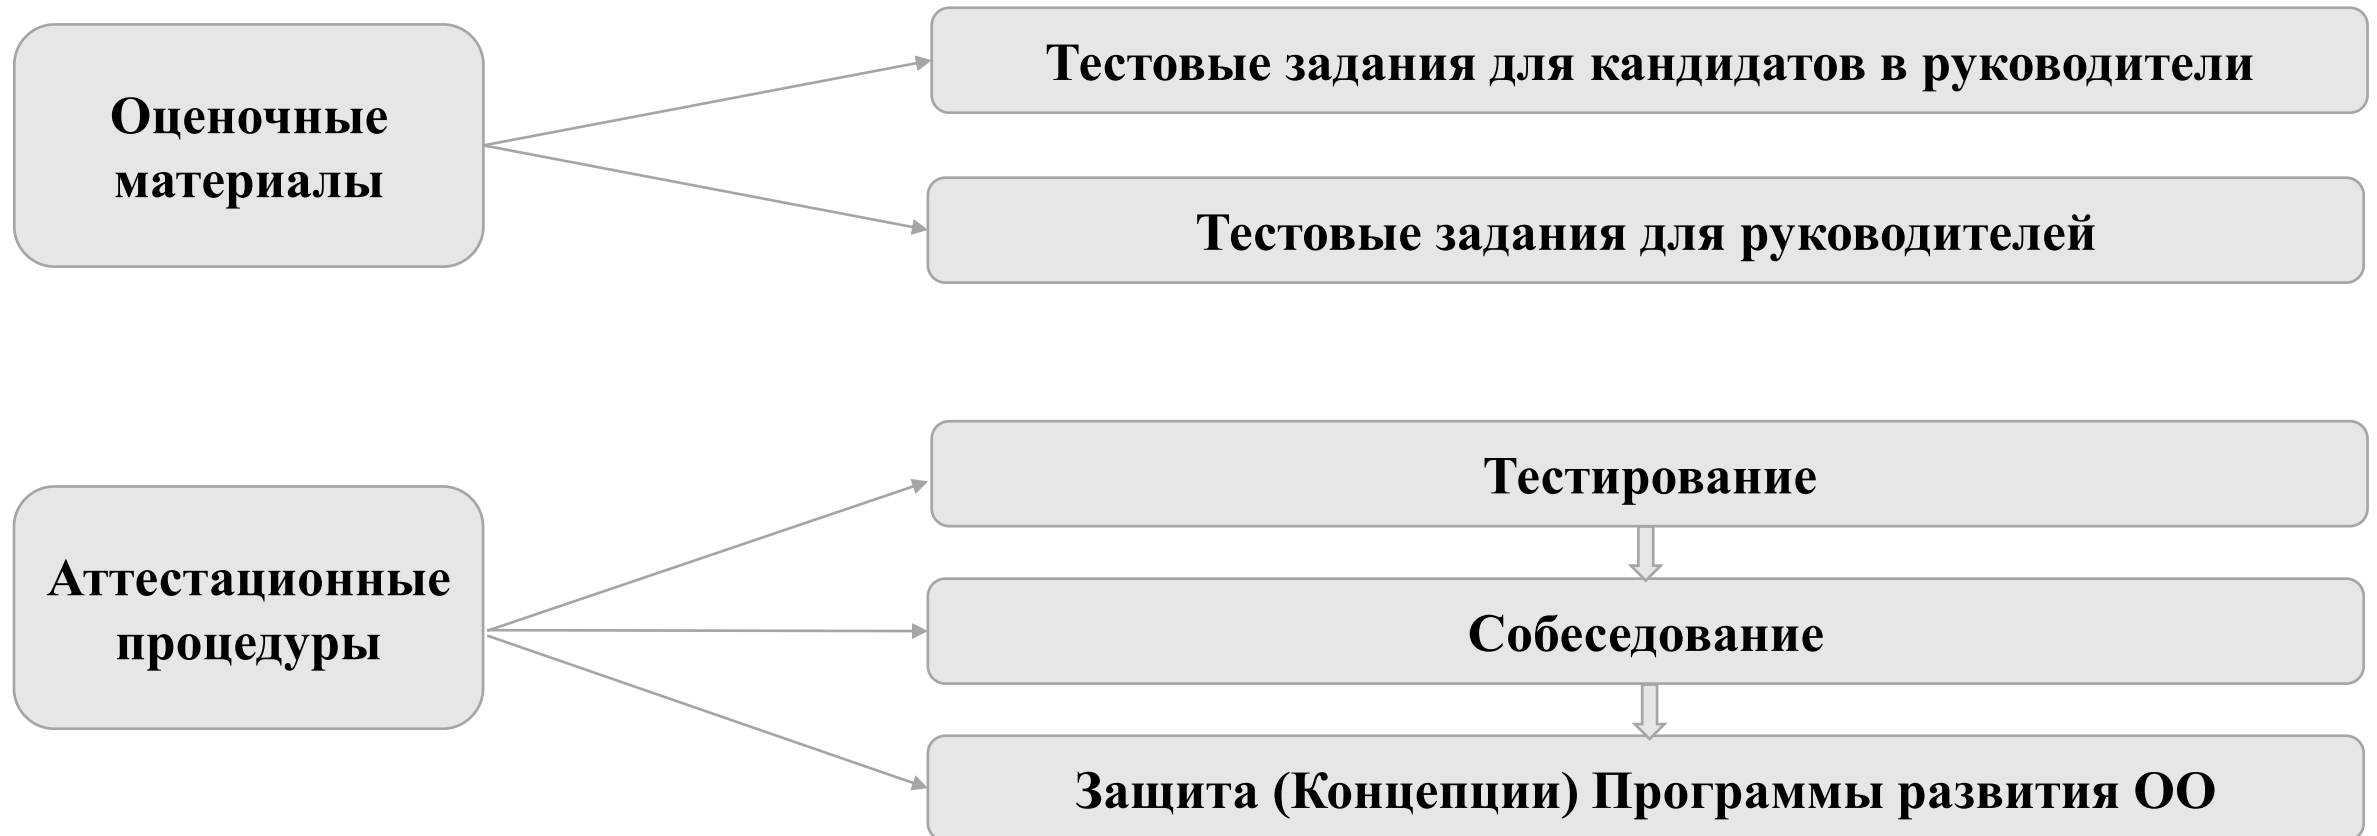 Оценочные
материалы
Тестовые задания для кандидатов в руководители
Тестовые задания для руководителей
Аттестационные
процедуры
Тестирование
Собеседование
Защита (Концепции) Программы развития ОО